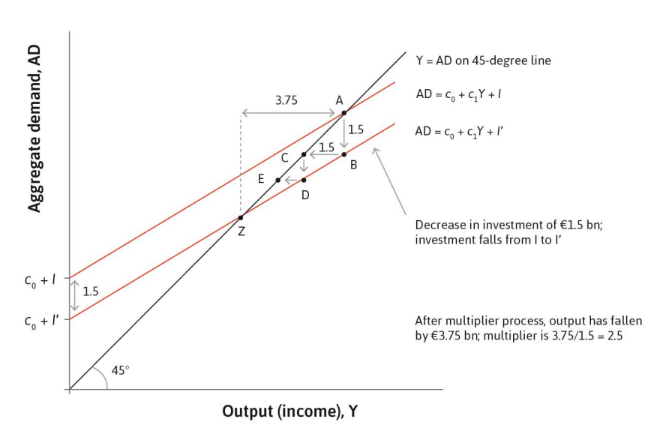 Aggregate demand, AD
Y = AD on 45-degree line
AD = c₀ + c₁Y + I
AD = c₀ + c₁Y + I′
3.75
A
1.5
1.5
C
B
E
D
Z
Decrease in investment of €1.5 bn;
investment falls from I to I′
c₀ + I
1.5
c₀ + I′
After multiplier process, output has fallen
by €3.75 bn; multiplier is 3.75/1.5 = 2.5
45°
Output (income), Y